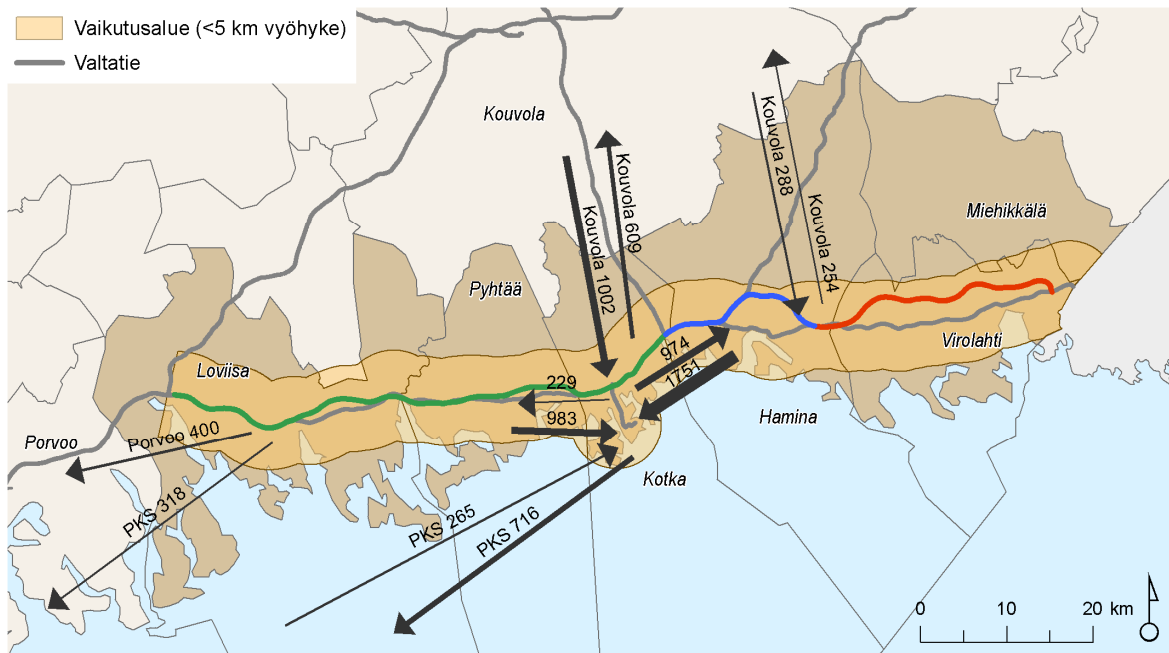 Vaikutusalue (<5 km vyöhyke)
Valtatie
Kouvola
Kouvola 288
Kouvola 609
Miehikkälä
Kouvola 1002
Kouvola 254
Pyhtää
Virolahti
974
Loviisa
1751
229
983
Hamina
Porvoo
Porvoo 400
Kotka
PKS 318
PKS 265
PKS 716
0 10 20 km